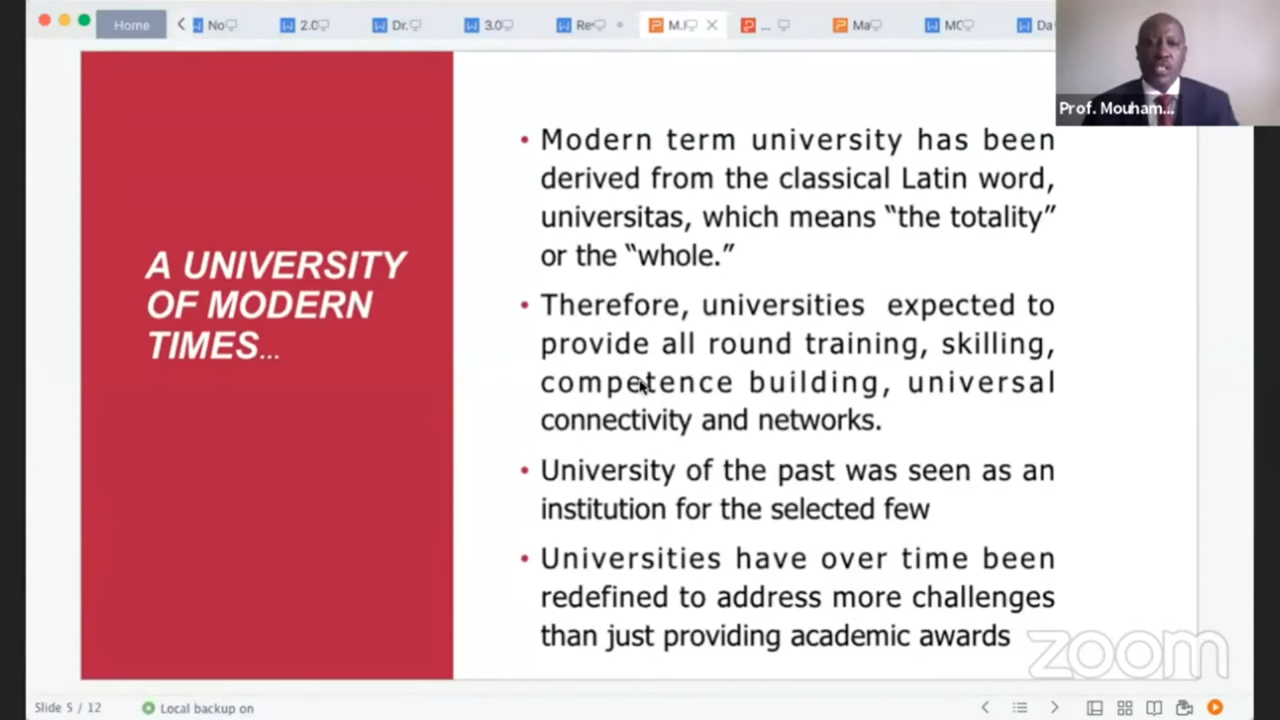 Home
No
2.0
Dr.
3.0
Re
M.I
...
Ma
MC
Da
Prof. Mouham...
A UNIVERSITY
OF MODERN
TIMES...
• Modern term university has been
derived from the classical Latin word,
universitas, which means “the totality”
or the “whole.”
• Therefore, universities expected to
provide all round training, skilling,
competence building, universal
connectivity and networks.
• University of the past was seen as an
institution for the selected few
• Universities have over time been
redefined to address more challenges
than just providing academic awards
zoom
Slide 5 / 12
Local backup on